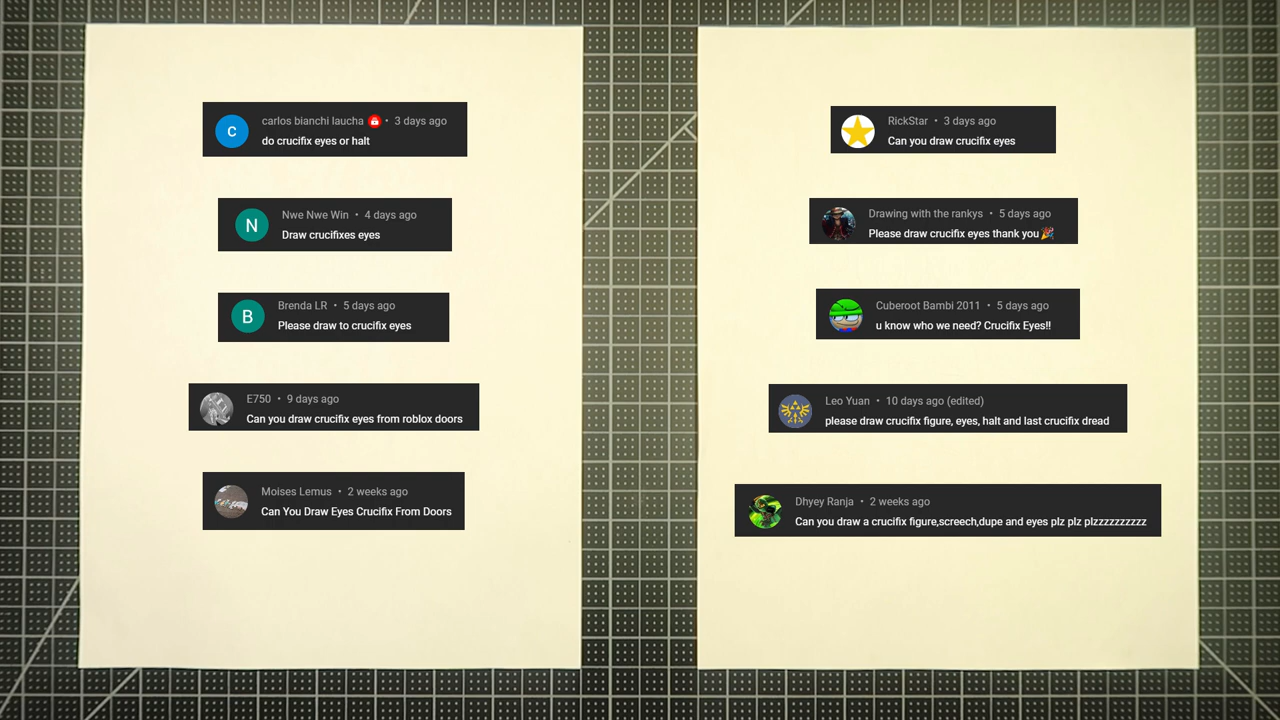 C
carlos bianchi laucha • 3 days ago
do crucifix eyes or halt
N
Nwe Nwe Win • 4 days ago
Draw crucifixes eyes
B
Brenda LR • 5 days ago
Please draw to crucifix eyes
E750 • 9 days ago
Can you draw crucifix eyes from roblox doors
Moises Lemus • 2 weeks ago
Can You Draw Eyes Crucifix From Doors
RickStar • 3 days ago
Can you draw crucifix eyes
Drawing with the rankys • 5 days ago
Please draw crucifix eyes thank you🎉
Cuberoot Bambi 2011 • 5 days ago
u know who we need? Crucifix Eyes!!
Leo Yuan • 10 days ago (edited)
please draw crucifix figure, eyes, halt and last crucifix dread
Dhyey Ranja • 2 weeks ago
Can you draw a crucifix figure,screech,dupe and eyes plz plz plzzzzzzzzzz